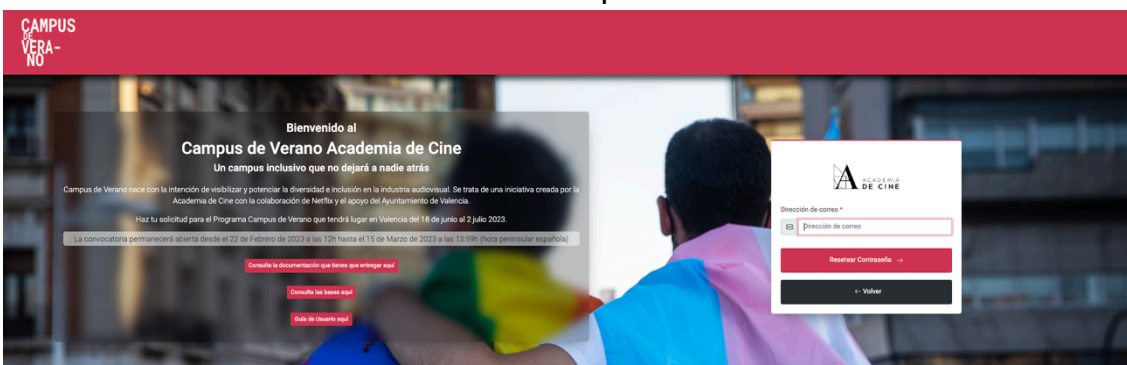 CAMPUS
DE
VERA-
NO
Bienvenido al
Campus de Verano Academia de Cine
Un campus inclusivo que no dejará a nadie atrás
Campus de Verano nace con la intención de visibilizar y potenciar la diversidad e inclusión en la industria audiovisual. Se trata de una iniciativa creada por la
Academia de Cine con la colaboración de Netflix y el apoyo del Ayuntamiento de Valencia.
Haz tu solicitud para el Programa Campus de Verano que tendrá lugar en Valencia del 18 de junio al 2 julio 2023.
La convocatoria permanecerá abierta desde el 22 de Febrero de 2023 a las 12h hasta el 15 de Marzo de 2023 a las 13:59h (hora peninsular española)
Consulta la documentación que tienes que entregar aquí
Consulta las bases aquí
Guía de Usuario aquí
ACADEMIA
DE CINE
Dirección de correo *
Dirección de correo
Resetear Contraseña →
← Volver